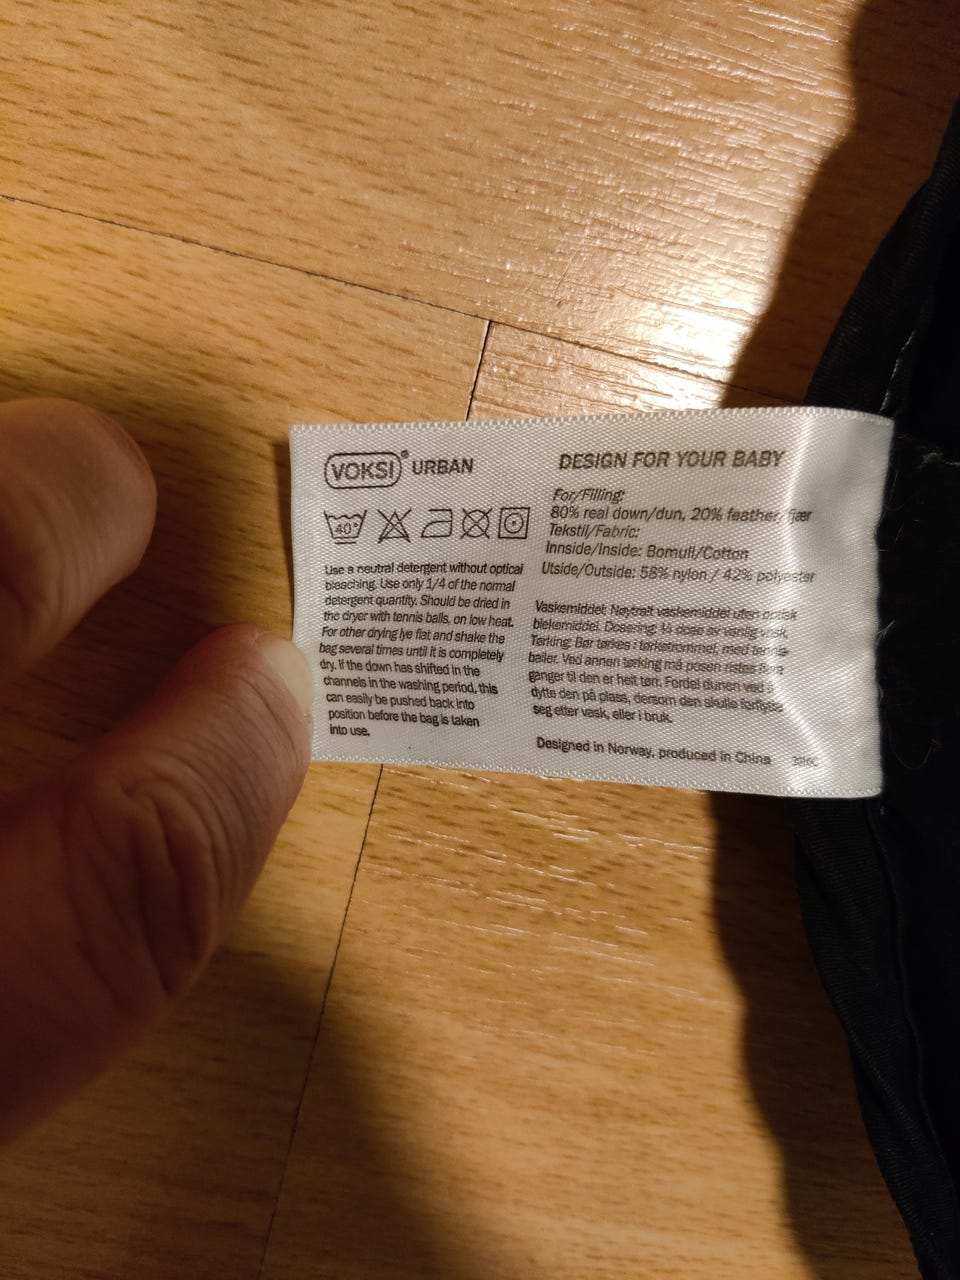 VOKSI® URBAN
40°
Use a neutral detergent without optical
bleaching. Use only 1/4 of the normal
detergent quantity. Should be dried in
the dryer with tennis balls, on low heat.
For other drying lye flat and shake the
bag several times until it is completely
dry. If the down has shifted in the
channels in the washing period, this
can easily be pushed back into
position before the bag is taken
into use.
DESIGN FOR YOUR BABY
For/Filling:
80% real down/dun, 20% feather/fjær
Tekstil/Fabric:
Innside/Inside: Bomull/Cotton
Utside/Outside: 58% nylon / 42% polyester
Vaskemiddel: Nøytralt vaskemiddel uten optisk
blekemiddel. Dosering: ¼ dose av vanlig vask.
Tørking: Bør tørkes i tørketrommel, med tennis-
baller. Ved annen tørking må posen ristes flere
ganger til den er helt tørr. Fordel dunen ved å
dytte den på plass, dersom den skulle forflytte
seg etter vask, eller i bruk.
Designed in Norway, produced in China